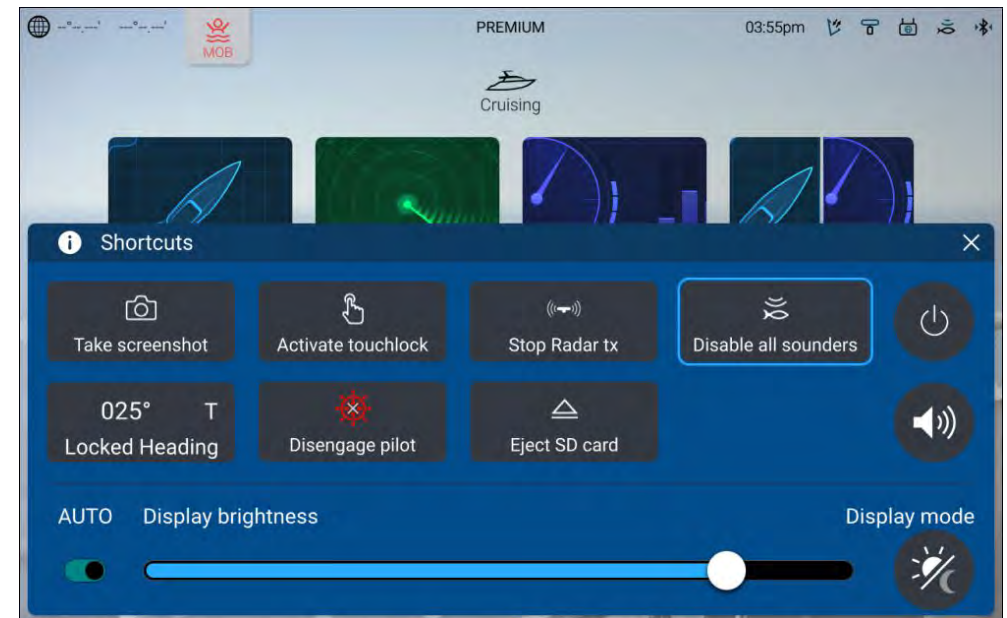 --°--.---' --°--.---'
MOB
PREMIUM
03:55pm
Cruising
i Shortcuts
Take screenshot
Activate touchlock
Stop Radar tx
Disable all sounders
025° T
Locked Heading
Disengage pilot
Eject SD card
AUTO
Display brightness
Display mode